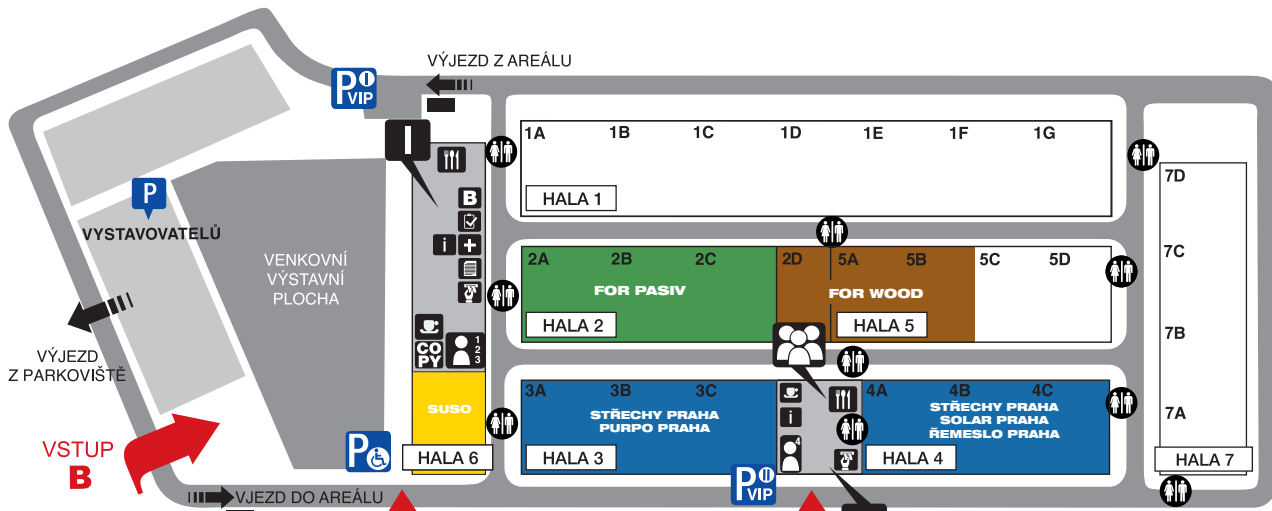 VÝJEZD Z AREÁLU
P I
VIP
I
1A 1B 1C 1D 1E 1F 1G
HALA 1
7D
7C
7B
7A
HALA 7
P
VYSTAVOVATELŮ
VENKOVNÍ
VÝSTAVNÍ
PLOCHA
B
i
CO
PY
1
2
3
SUSO
HALA 6
2A 2B 2C 2D 5A 5B 5C 5D
FOR PASIV
FOR WOOD
HALA 2
HALA 5
VÝJEZD
Z PARKOVIŠTĚ
3A 3B 3C
STŘECHY PRAHA
PURPO PRAHA
HALA 3
i
4
4A 4B 4C
STŘECHY PRAHA
SOLAR PRAHA
ŘEMESLO PRAHA
HALA 4
VSTUP
B
P
P II
VIP
VJEZD DO AREÁLU